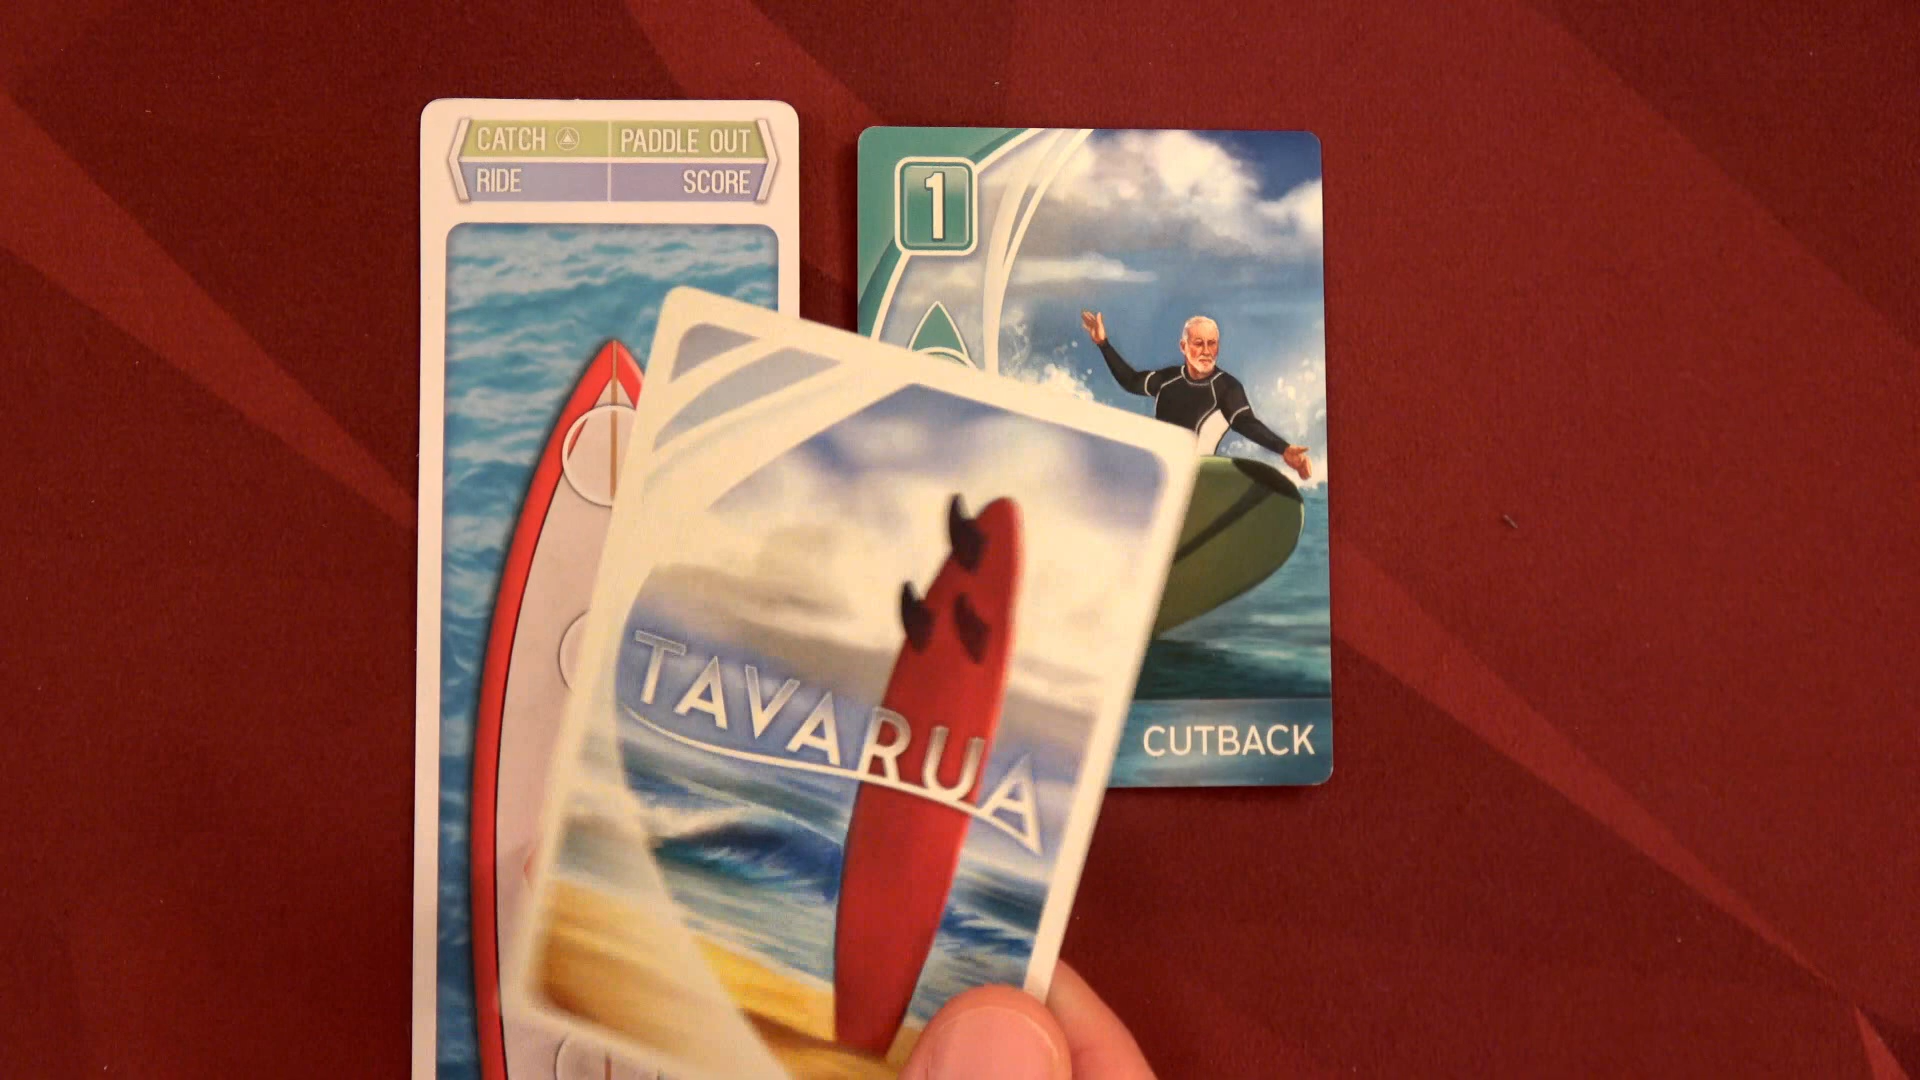 CATCH PADDLE OUT
RIDE SCORE
1
TAVARUA
CUTBACK